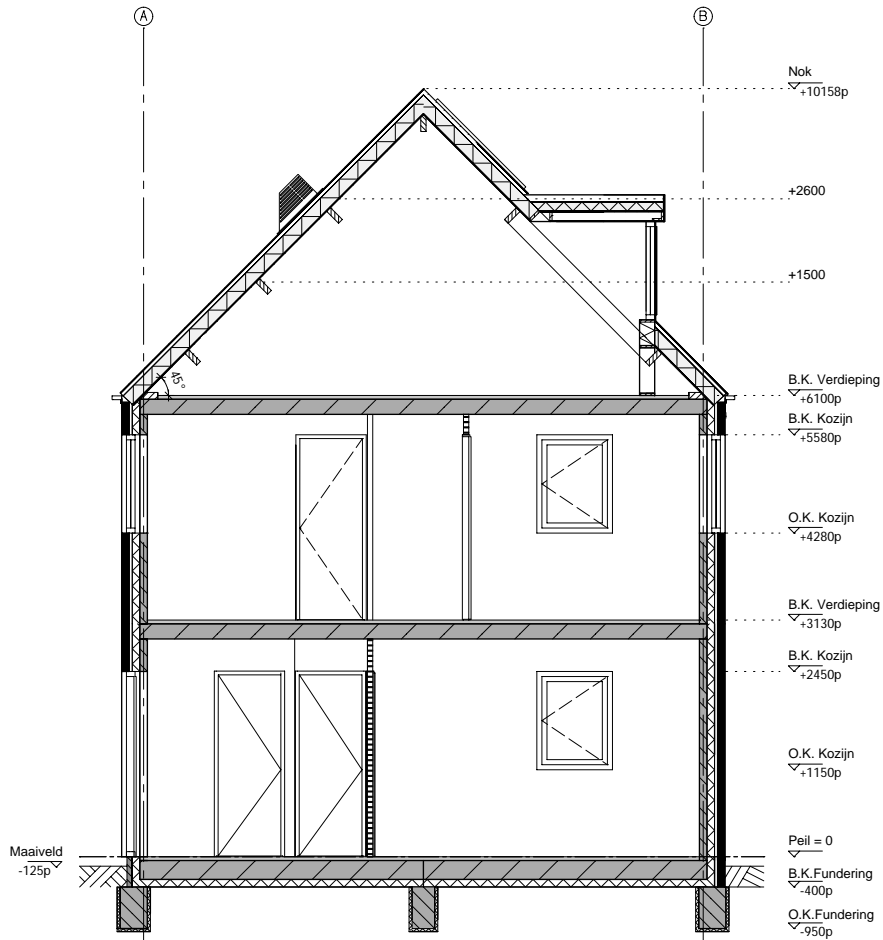 A
B
Nok
+10158p
+2600
+1500
45°
B.K. Verdieping
+6100p
B.K. Kozijn
+5580p
O.K. Kozijn
+4280p
B.K. Verdieping
+3130p
B.K. Kozijn
+2450p
O.K. Kozijn
+1150p
Peil = 0
Maaiveld
-125p
B.K.Fundering
-400p
O.K.Fundering
-950p